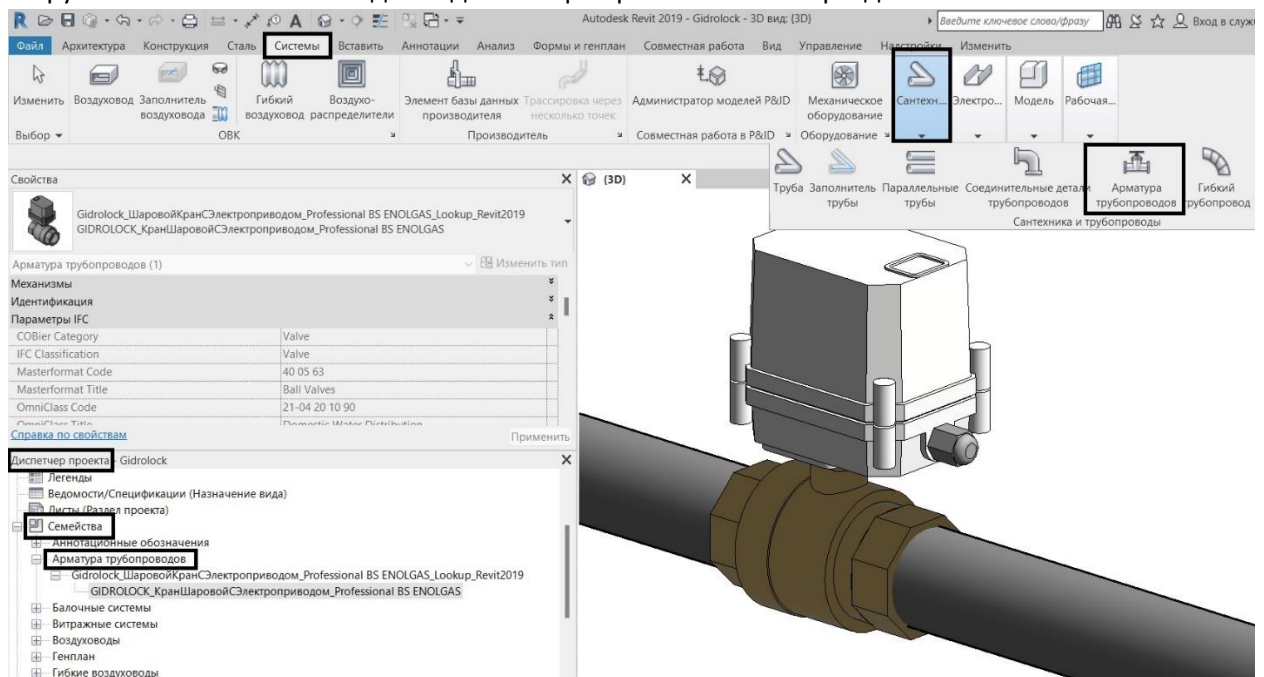 Autodesk Revit 2019 - Gidrolock - 3D вид: {3D}
Введите ключевое слово/фразу
Вход в служ
Файл Архитектура Конструкция Сталь Системы Вставить Аннотации Анализ Формы и генплан Совместная работа Вид Управление Надстройки Изменить
Изменить
Воздуховод
Заполнитель воздуховода
Гибкий воздуховод
Воздухо-распределители
Элемент базы данных производителя
Трассировка через несколько точек
Администратор моделей P&ID
Механическое оборудование
Сантехн...
Электро...
Модель
Рабочая...
Выбор ОВК Производитель Совместная работа в P&ID Оборудование
Труба
Заполнитель трубы
Параллельные трубы
Соединительные детали трубопроводов
Арматура трубопроводов
Гибкий трубопровод
Сантехника и трубопроводы
Свойства
{3D}
Gidrolock_ШаровойКранСЭлектроприводом_Professional BS ENOLGAS_Lookup_Revit2019
GIDROLOCK_КранШаровойСЭлектроприводом_Professional BS ENOLGAS
Арматура трубопроводов (1) Изменить тип
Механизмы
Идентификация
Параметры IFC
COBier Category Valve
IFC Classification Valve
Masterformat Code 40 05 63
Masterformat Title Ball Valves
OmniClass Code 21-04 20 10 90
OmniClass Title Domestic Water Distribution
Справка по свойствам Применить
Диспетчер проекта - Gidrolock
Легенды
Ведомости/Спецификации (Назначение вида)
Листы (Раздел проекта)
Семейства
Аннотационные обозначения
Арматура трубопроводов
Gidrolock_ШаровойКранСЭлектроприводом_Professional BS ENOLGAS_Lookup_Revit2019
GIDROLOCK_КранШаровойСЭлектроприводом_Professional BS ENOLGAS
Балочные системы
Витражные системы
Воздуховоды
Генплан
Гибкие воздуховоды